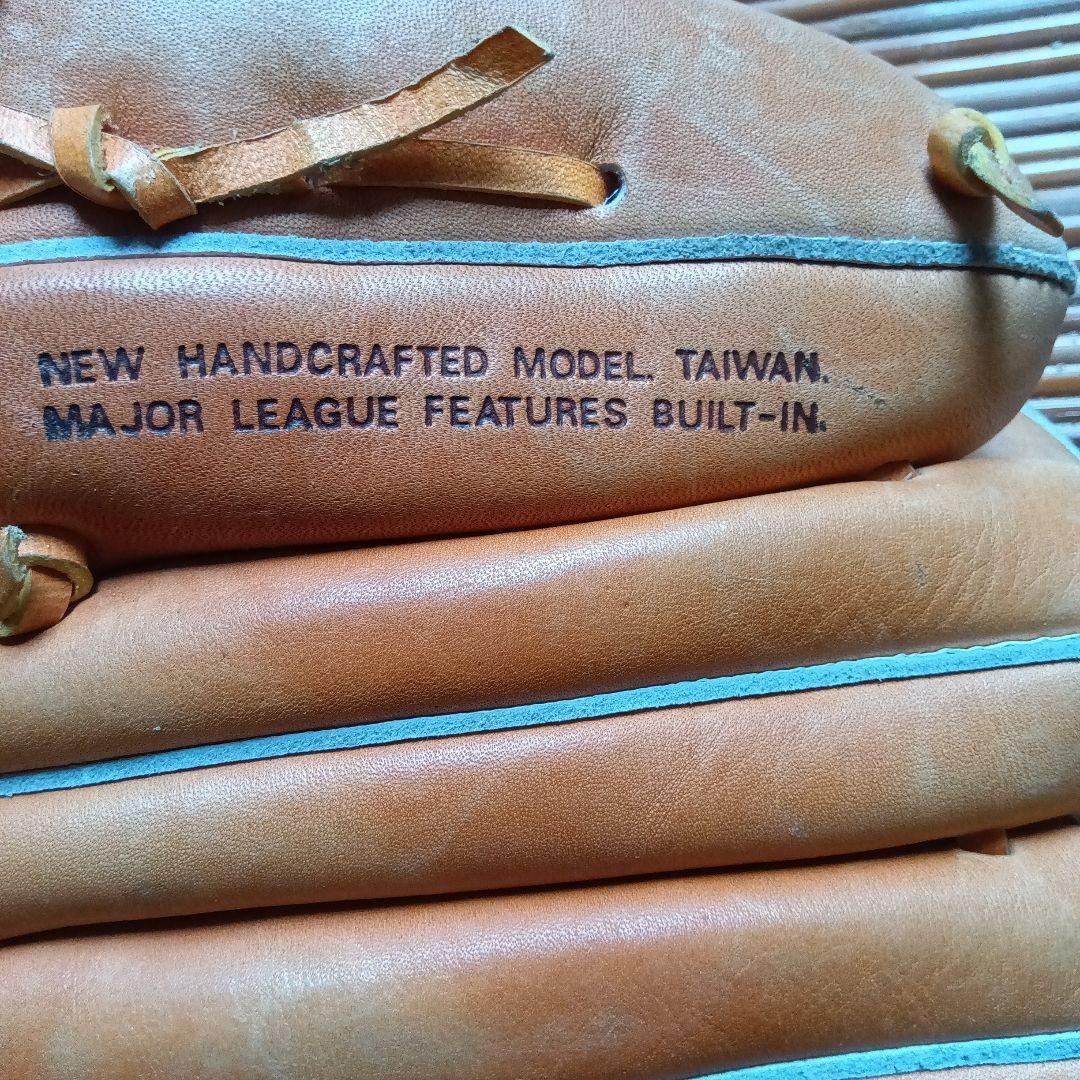 NEW HANDCRAFTED MODEL. TAIWAN.
MAJOR LEAGUE FEATURES BUILT-IN.